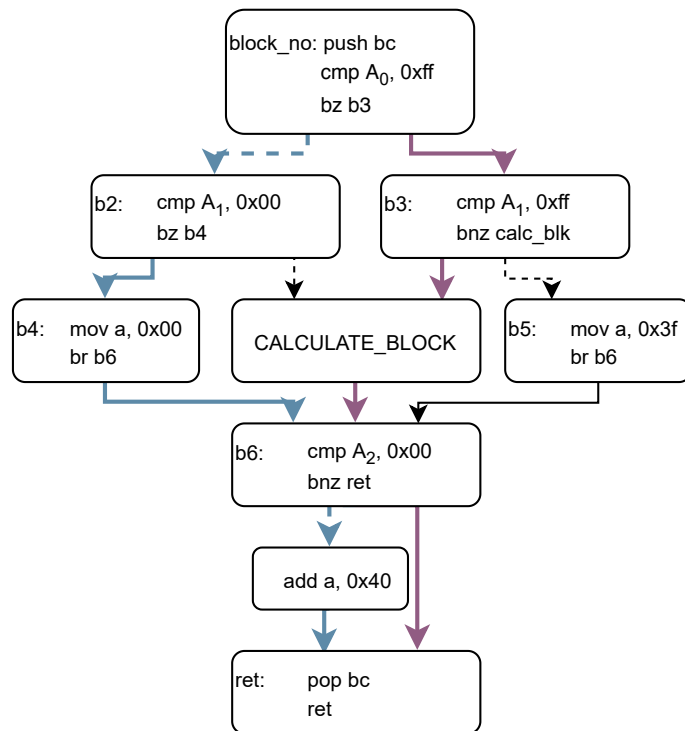 block_no: push bc
cmp A₀, 0xff
bz b3
b2: cmp A₁, 0x00
bz b4
b3: cmp A₁, 0xff
bnz calc_blk
b4: mov a, 0x00
br b6
CALCULATE_BLOCK
b5: mov a, 0x3f
br b6
b6: cmp A₂, 0x00
bnz ret
add a, 0x40
ret: pop bc
ret